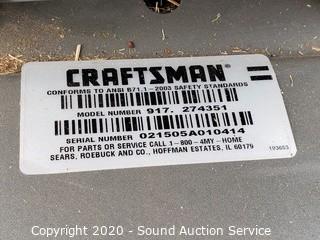 CRAFTSMAN®
CONFORMS TO ANSI B71.1-2003 SAFETY STANDARDS
MODEL NUMBER 917. 274351
SERIAL NUMBER 021505A010414
FOR PARTS OR SERVICE CALL 1-800-4MY-HOME
SEARS, ROEBUCK AND CO., HOFFMAN ESTATES, IL 60179
193653
Copyright 2020 - Sound Auction Service